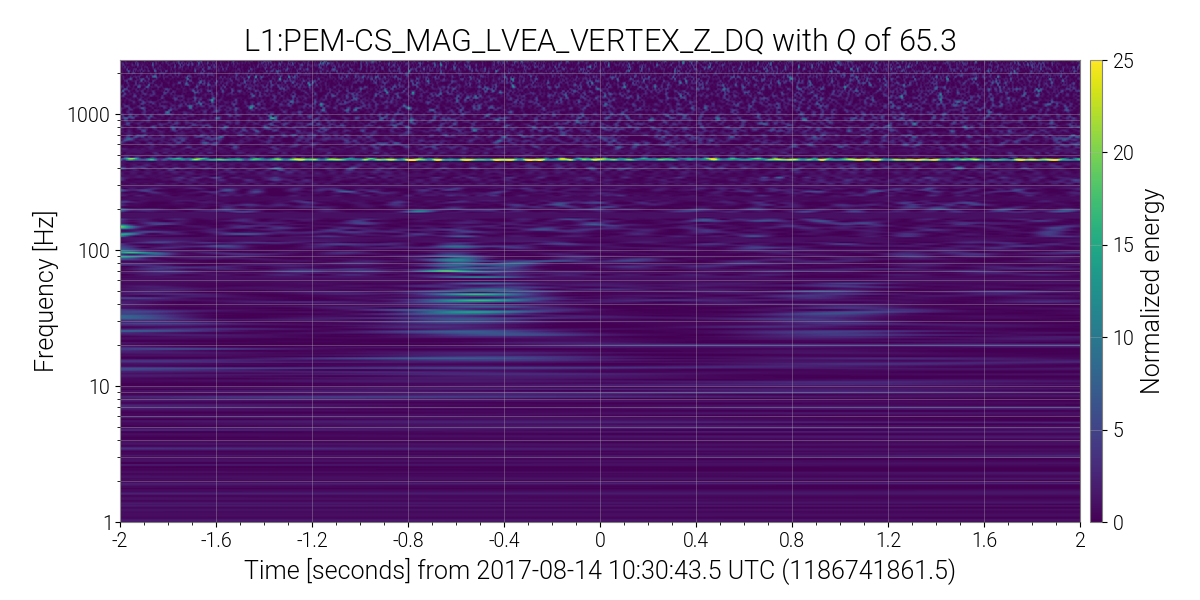 L1:PEM-CS_MAG_LVEA_VERTEX_Z_DQ with Q of 65.3
Frequency [Hz]
1000
100
10
1
-2 -1.6 -1.2 -0.8 -0.4 0 0.4 0.8 1.2 1.6 2
Time [seconds] from 2017-08-14 10:30:43.5 UTC (1186741861.5)
25
20
15
10
5
0
Normalized energy